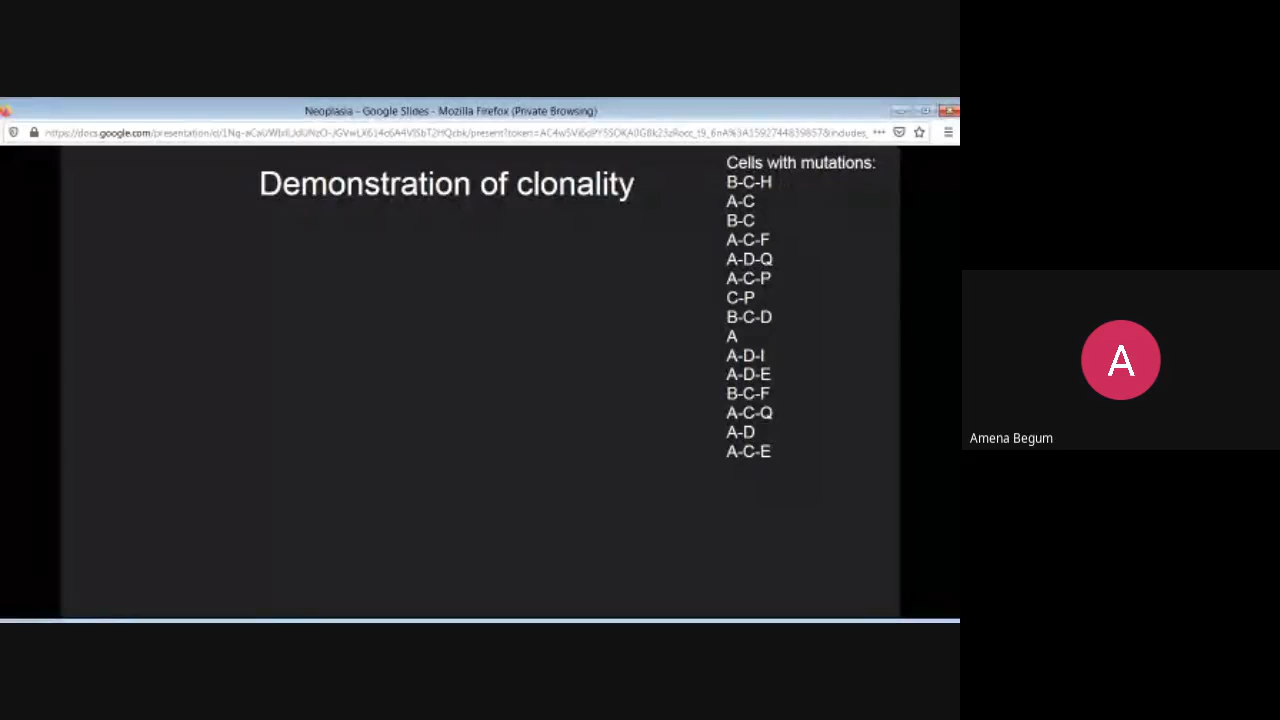 Neoplasia - Google Slides - Mozilla Firefox (Private Browsing)
Demonstration of clonality
Cells with mutations:
B-C-H
A-C
B-C
A-C-F
A-D-Q
A-C-P
C-P
B-C-D
A
A-D-I
A-D-E
B-C-F
A-C-Q
A-D
A-C-E
A
Amena Begum